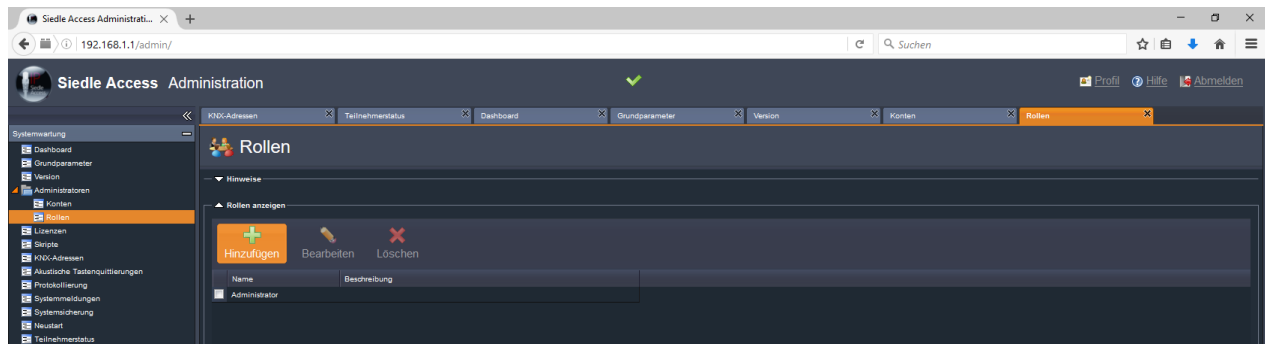 Siedle Access Administrati...
192.168.1.1/admin/
Suchen
Siedle Access Administration
Profil Hilfe Abmelden
KNX-Adressen Teilnehmerstatus Dashboard Grundparameter Version Konten Rollen
Systemwartung
Dashboard
Grundparameter
Version
Administratoren
Konten
Rollen
Lizenzen
Skripte
KNX-Adressen
Akustische Tastenquittierungen
Protokollierung
Systemmeldungen
Systemsicherung
Neustart
Teilnehmerstatus
Rollen
Hinweise
Rollen anzeigen
Hinzufügen Bearbeiten Löschen
Name Beschreibung
Administrator